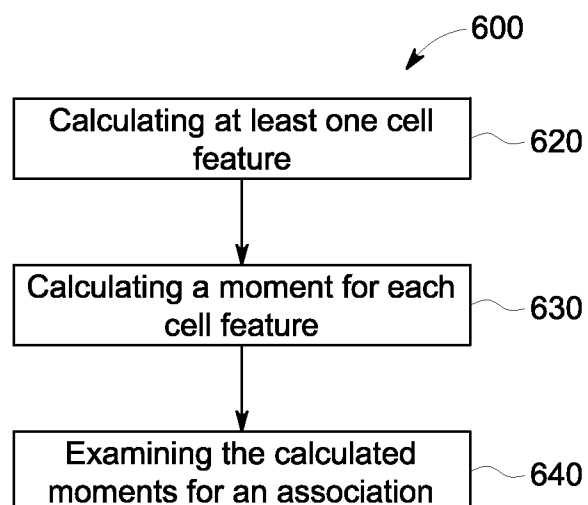 600
Calculating at least one cell
feature
620
Calculating a moment for each
cell feature
630
Examining the calculated
moments for an association
640